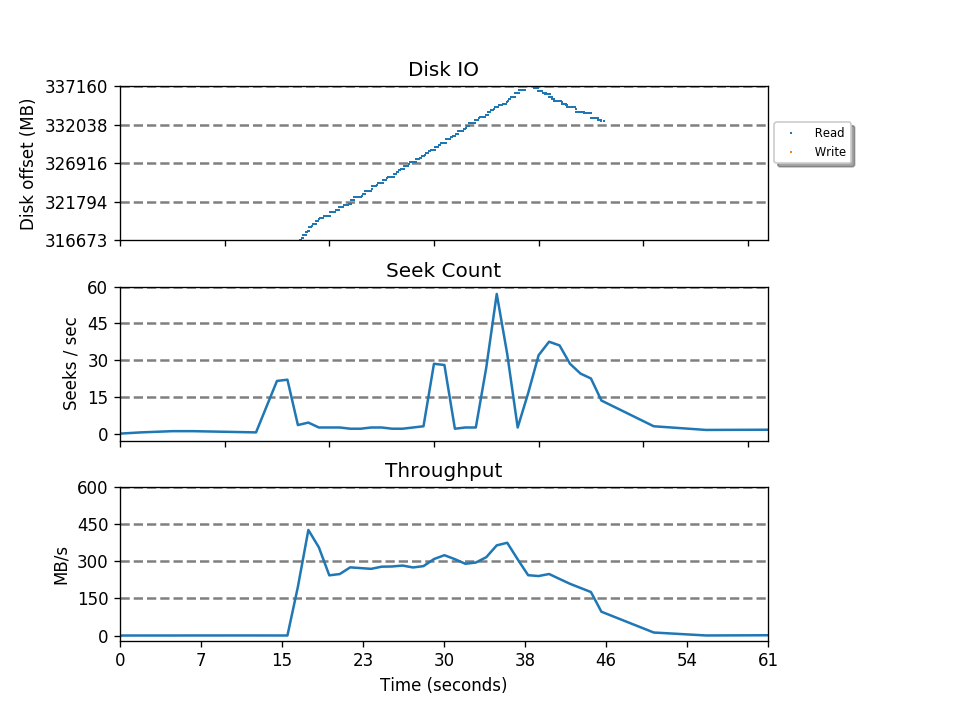 Disk IO
337160
332038
326916
321794
316673
Disk offset (MB)
Read
Write
Seek Count
60
45
30
15
0
Seeks / sec
Throughput
600
450
300
150
0
MB/s
0 7 15 23 30 38 46 54 61
Time (seconds)